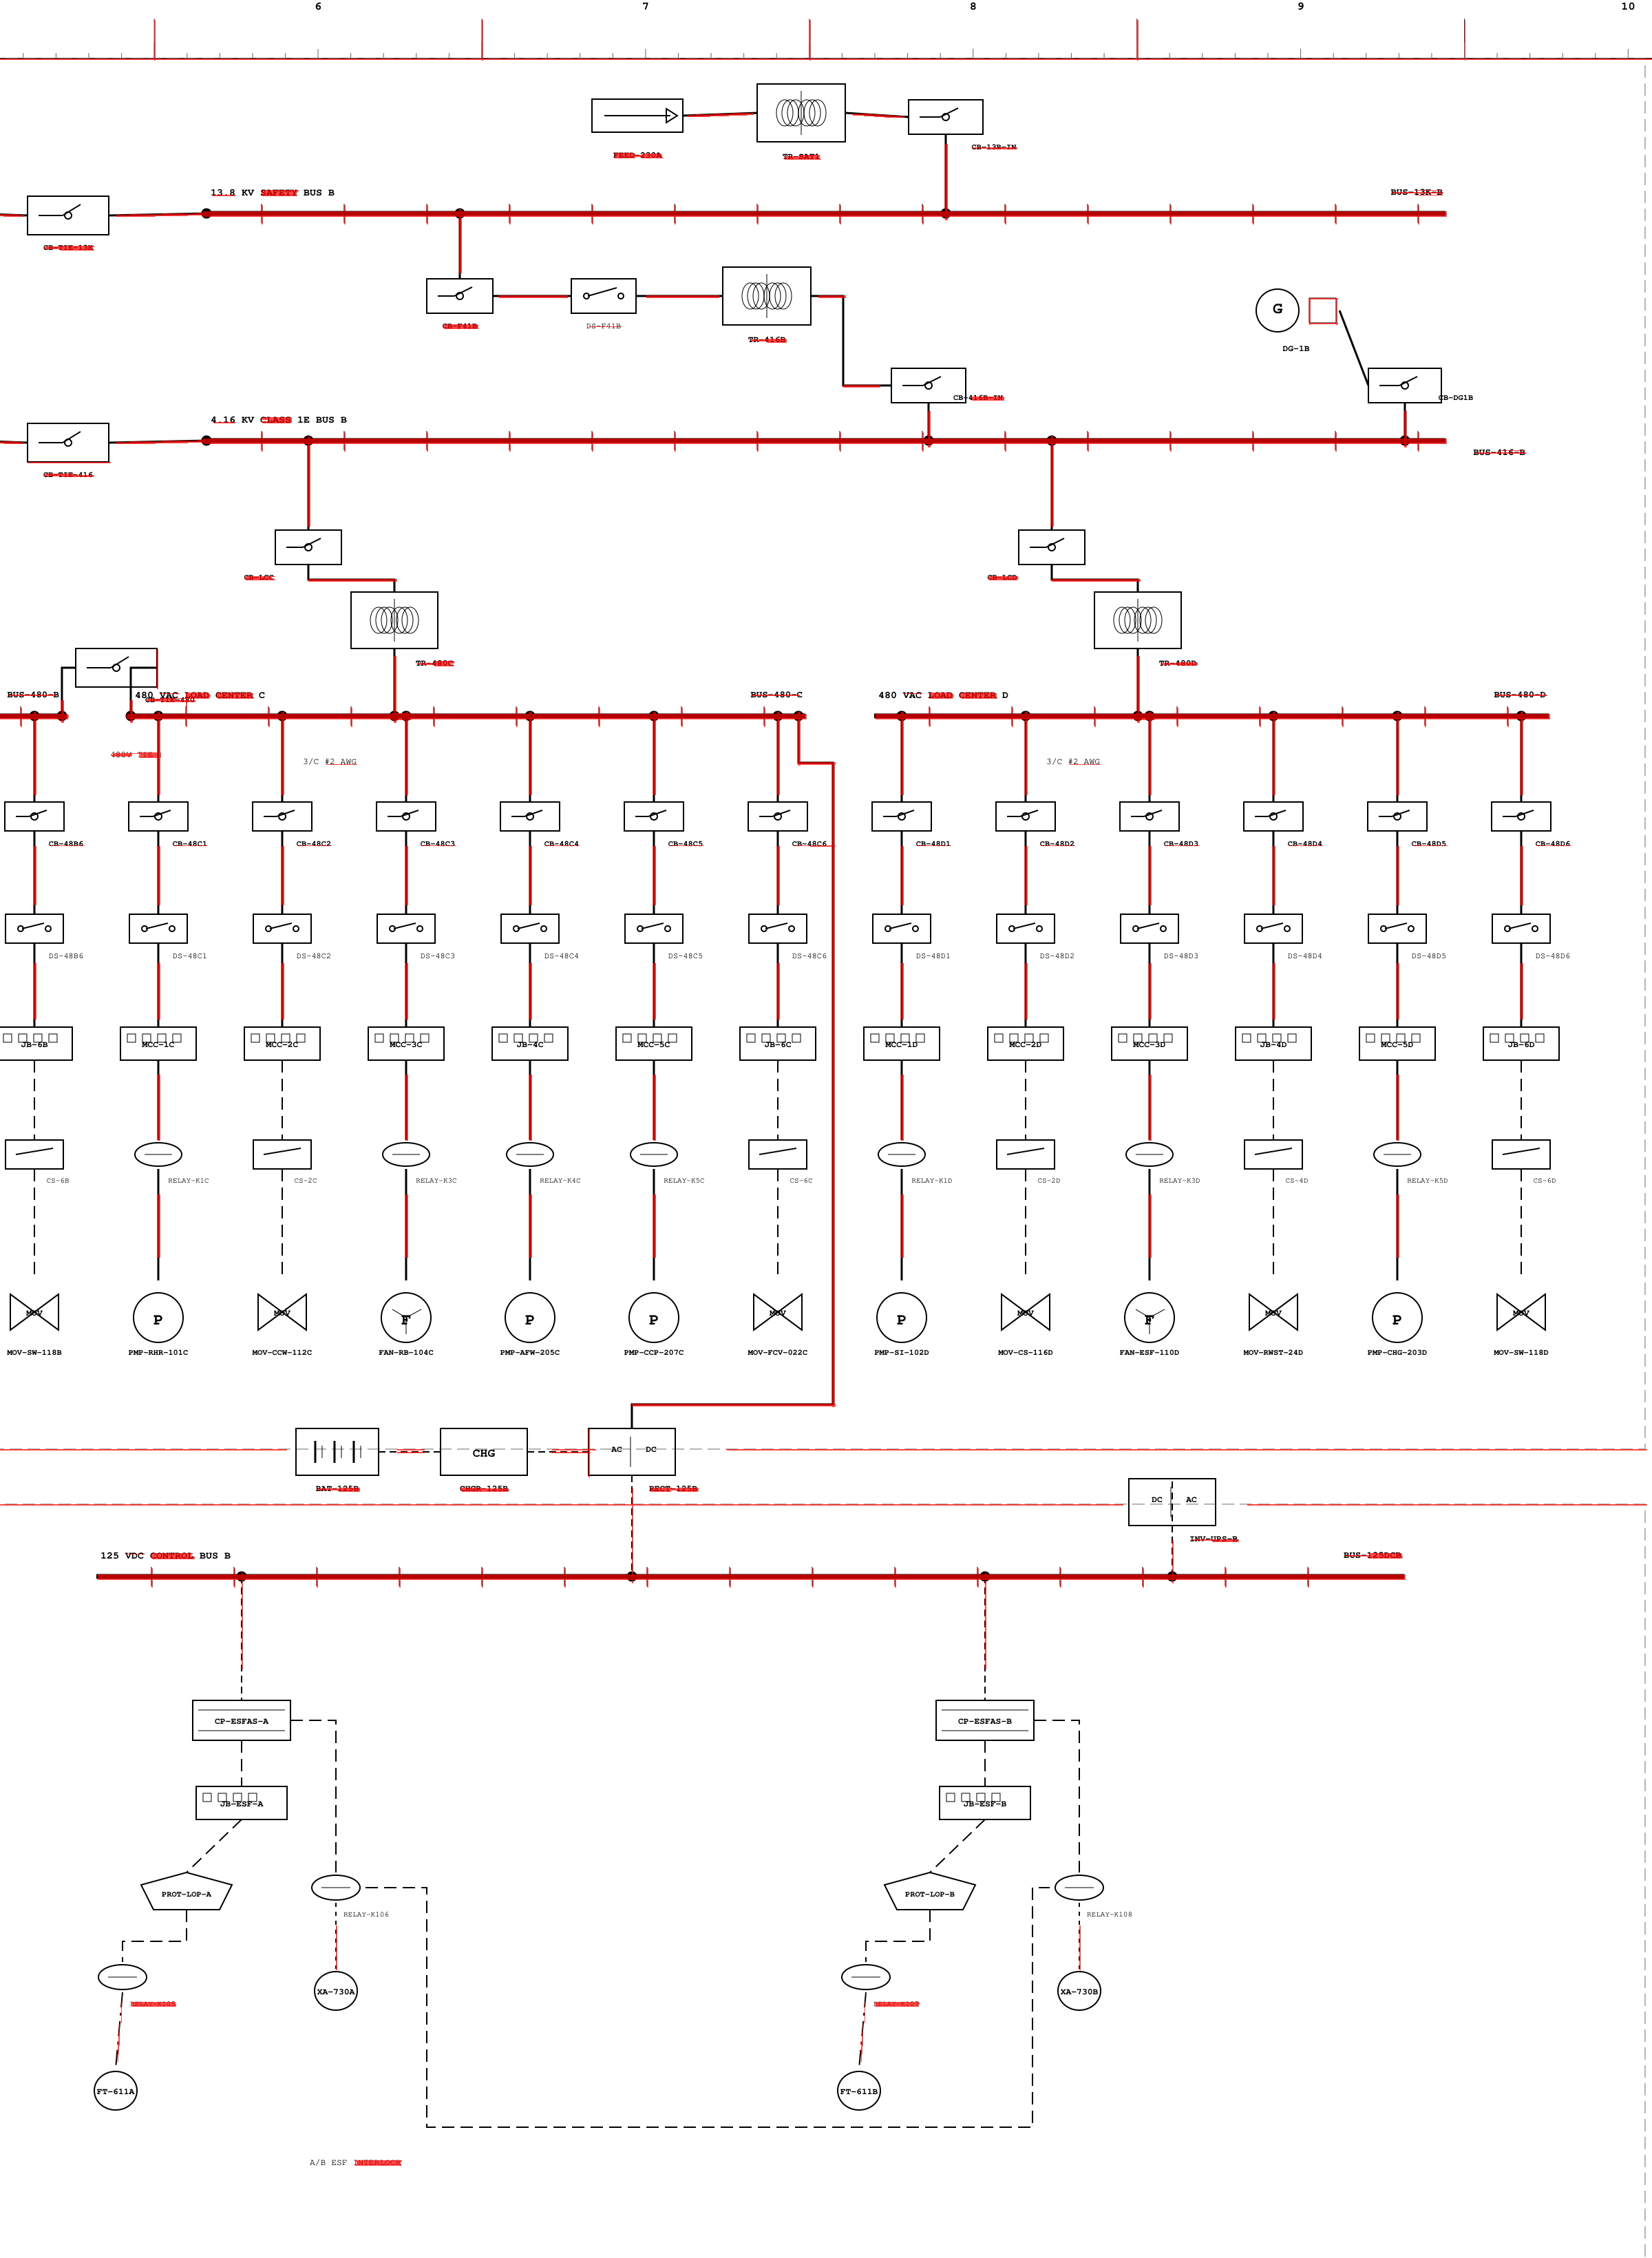 6 7 8 9 10
FEED-230A
TR-SAT1
CB-13B-IN
13.8 KV SAFETY BUS B
BUS-13K-B
CB-TIE-13K
G
CB-F41B
DS-F41B
TR-416B
DG-1B
CB-416B-IN
CB-DG1B
4.16 KV CLASS 1E BUS B
BUS-416-B
CB-TIE-416
CB-LCC
CB-LCD
TR-480C
TR-480D
BUS-480-B
480 VAC LOAD CENTER C
CB-TIE-480
BUS-480-C
480 VAC LOAD CENTER D
BUS-480-D
480V TIE
3/C #2 AWG
3/C #2 AWG
CB-48B6 CB-48C1 CB-48C2 CB-48C3 CB-48C4 CB-48C5 CB-48C6 CB-48D1 CB-48D2 CB-48D3 CB-48D4 CB-48D5 CB-48D6
DS-48B6 DS-48C1 DS-48C2 DS-48C3 DS-48C4 DS-48C5 DS-48C6 DS-48D1 DS-48D2 DS-48D3 DS-48D4 DS-48D5 DS-48D6
JB-6B MCC-1C MCC-2C MCC-3C JB-4C MCC-5C JB-6C MCC-1D MCC-2D MCC-3D JB-4D MCC-5D JB-6D
CS-6B RELAY-K1C CS-2C RELAY-K3C RELAY-K4C RELAY-K5C CS-6C RELAY-K1D CS-2D RELAY-K3D CS-4D RELAY-K5D CS-6D
MOV P MOV F P P MOV P MOV F MOV P MOV
MOV-SW-118B PMP-RHR-101C MOV-CCW-112C FAN-RB-104C PMP-AFW-205C PMP-CCP-207C MOV-FCV-022C PMP-SI-102D MOV-CS-116D FAN-ESF-110D MOV-RWST-24D PMP-CHG-203D MOV-SW-118D
CHG
AC DC
BAT-125B
CHGR-125B
RECT-125B
DC AC
INV-UPS-B
125 VDC CONTROL BUS B
BUS-125DCB
CP-ESFAS-A
CP-ESFAS-B
JB-ESF-A
JB-ESF-B
PROT-LOP-A
PROT-LOP-B
RELAY-K106
RELAY-K108
XA-730A
XA-730B
RELAY-K105
RELAY-K107
FT-611A
FT-611B
A/B ESF INTERLOCK